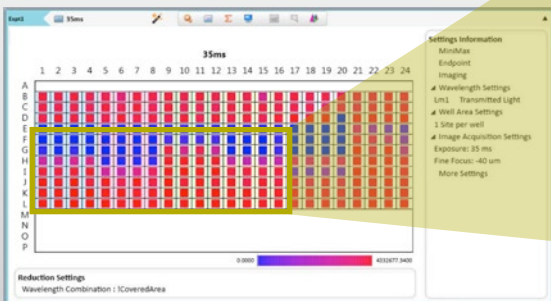 Expt1 35ms
35ms
1 2 3 4 5 6 7 8 9 10 11 12 13 14 15 16 17 18 19 20 21 22 23 24
A
B
C
D
E
F
G
H
I
J
K
L
M
N
O
P
0.0000 4032677.3400
Reduction Settings
Wavelength Combination : !CoveredArea
Settings Information
MiniMax
Endpoint
Imaging
Wavelength Settings
Lm1 Transmitted Light
Well Area Settings
1 Site per well
Image Acquisition Settings
Exposure: 35 ms
Fine Focus: -40 um
More Settings